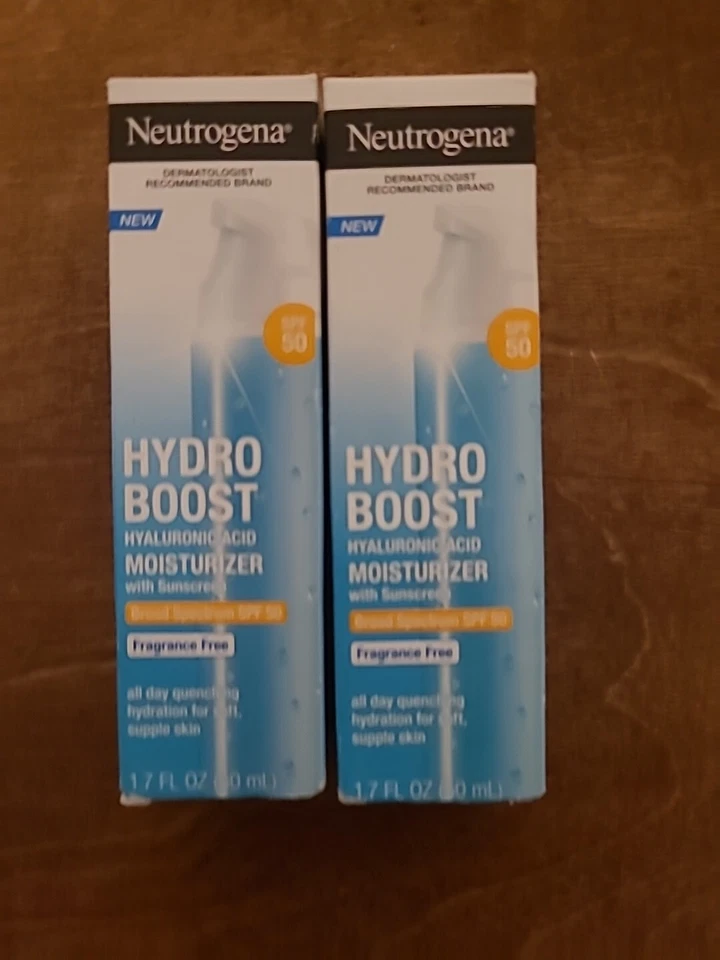 Neutrogena®
DERMATOLOGIST
RECOMMENDED BRAND
NEW
SPF
50
HYDRO
BOOST
HYALURONIC ACID
MOISTURIZER
with Sunscreen
Broad Spectrum SPF 50
Fragrance Free
all day quenching
hydration for soft,
supple skin
1.7 FL OZ (50 mL)
Neutrogena®
DERMATOLOGIST
RECOMMENDED BRAND
NEW
SPF
50
HYDRO
BOOST
HYALURONIC ACID
MOISTURIZER
with Sunscreen
Broad Spectrum SPF 50
Fragrance Free
all day quenching
hydration for soft,
supple skin
1.7 FL OZ (50 mL)